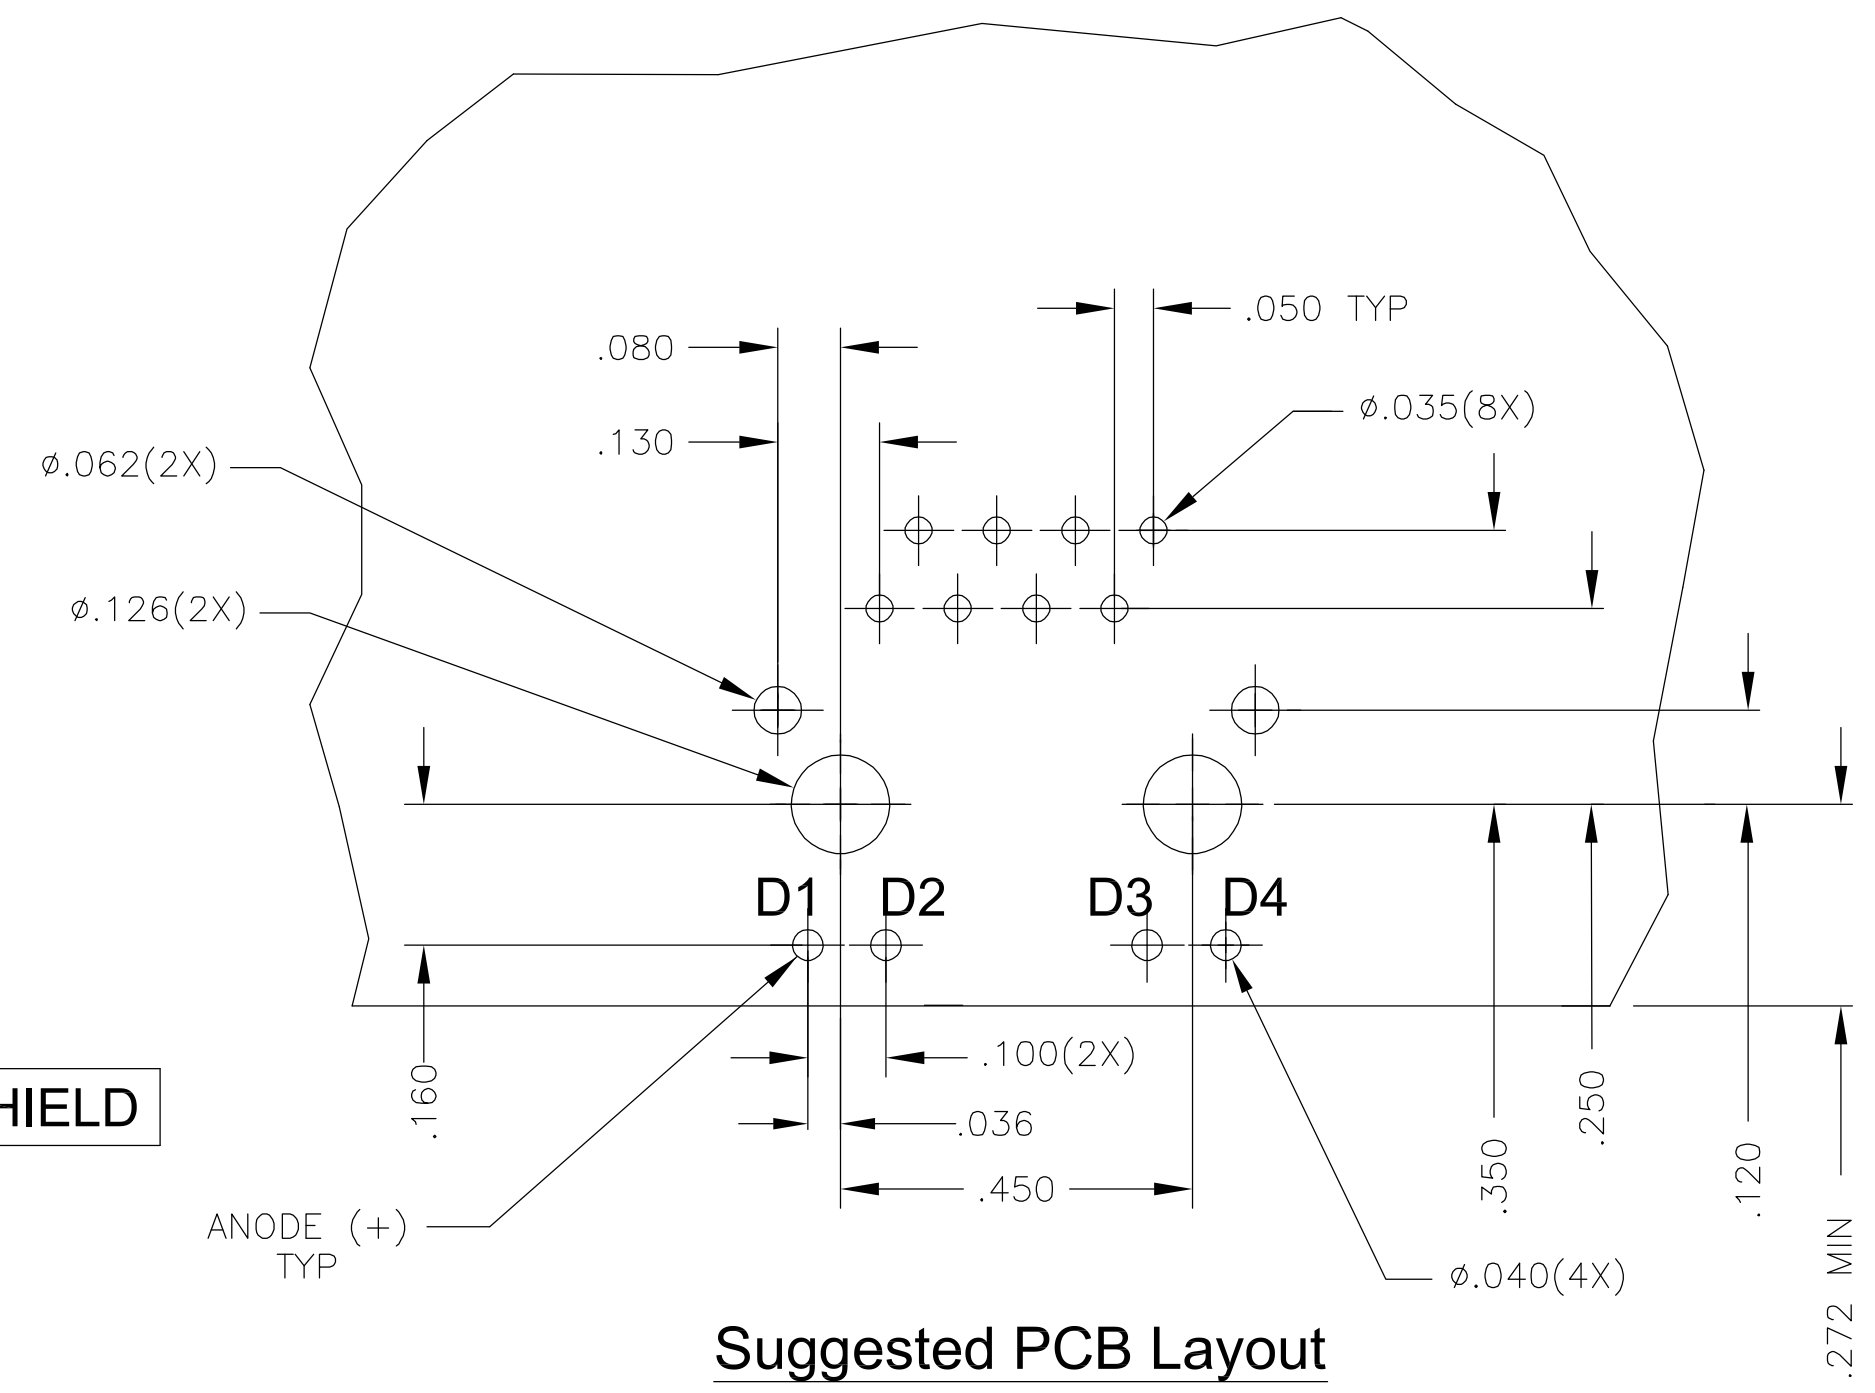 .050 TYP
.080
ø.035(8X)
.130
ø.062(2X)
ø.126(2X)
D1 D2 D3 D4
.100(2X)
.160
HIELD
.036
.250
.350
.120
.450
ANODE (+)
TYP
.272 MIN
ø.040(4X)
Suggested PCB Layout